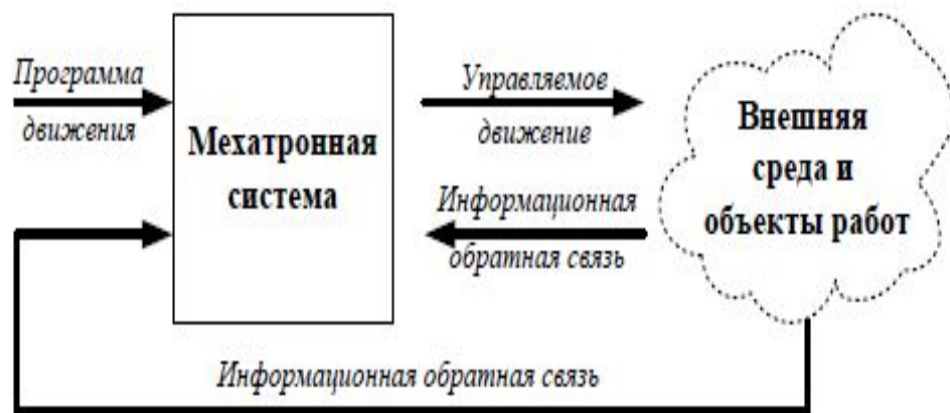 Программа
движения
Мехатронная
система
Управляемое
движение
Информационная
обратная связь
Внешняя
среда и
объекты работ
Информационная обратная связь